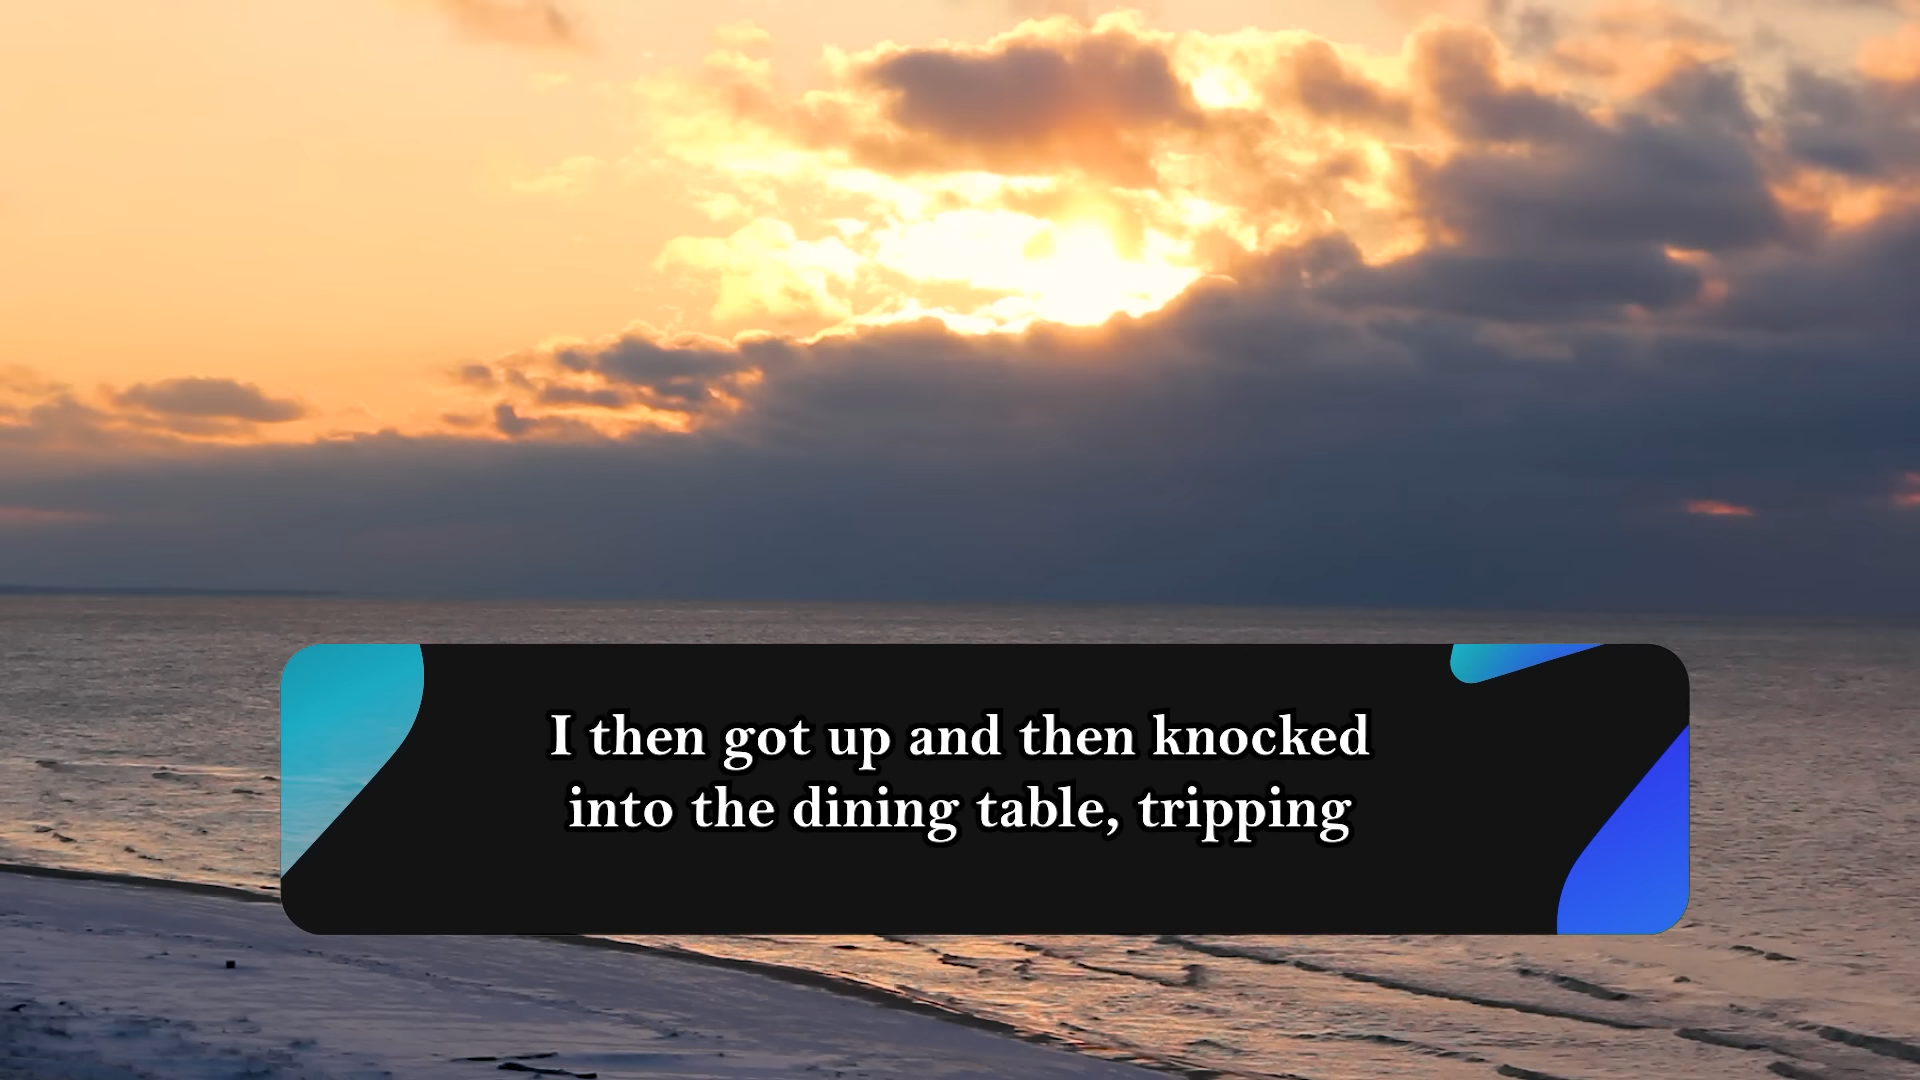 I then got up and then knocked
into the dining table, tripping